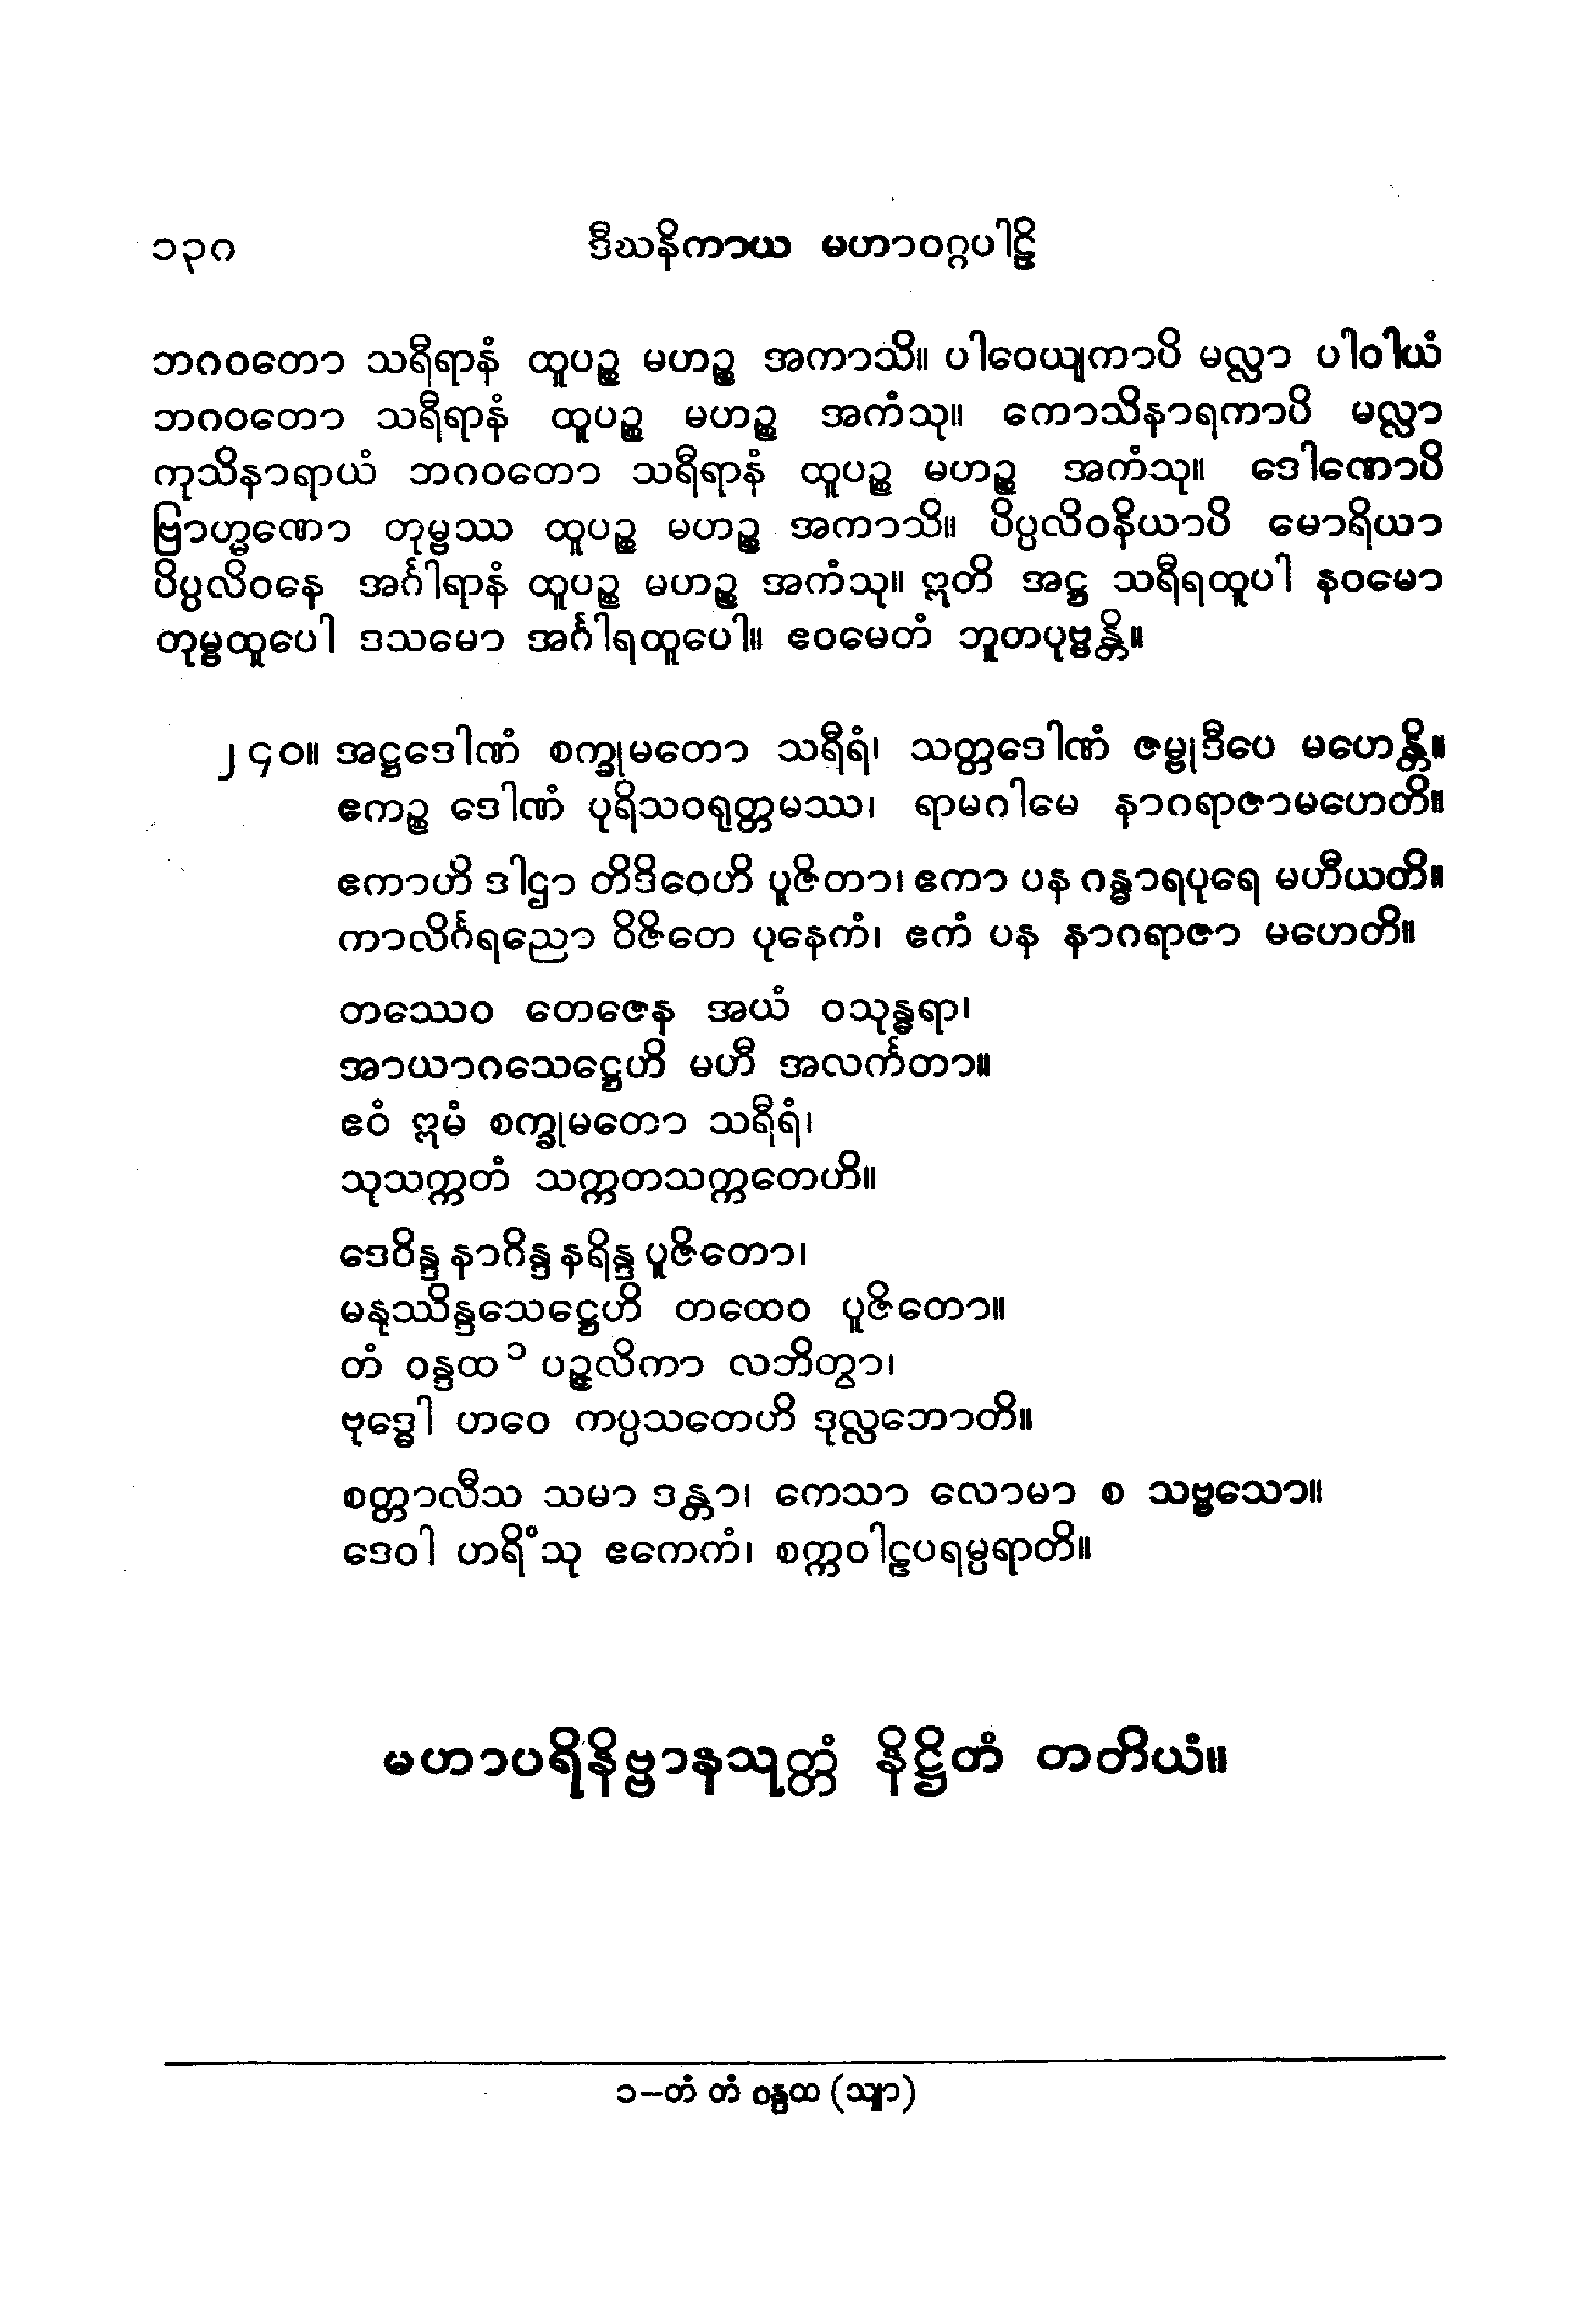 ၁၃ဂ ဒီဃနိကာယ မဟာဝဂ္ဂပါဠိ
ဘဂဝတော သရီရာနံ ထူပဉ္စ မဟဉ္စ အကာသိ။ ပါဝေယျကာပိ မလ္လာ ပါဝါယံ
ဘဂဝတော သရီရာနံ ထူပဉ္စ မဟဉ္စ အကံသု။ ကောသိနာရကာပိ မလ္လာ
ကုသိနာရာယံ ဘဂဝတော သရီရာနံ ထူပဉ္စ မဟဉ္စ အကံသု။ ဒေါဏောပိ
ဗြာဟ္မဏော တုမ္ဗဿ ထူပဉ္စ မဟဉ္စ အကာသိ။ ပိပ္ပလိဝနိယာပိ မောရိယာ
ပိပ္ပလိဝနေ အင်္ဂါရာနံ ထူပဉ္စ မဟဉ္စ အကံသု။ ဣတိ အဋ္ဌ သရီရထူပါ နဝမော
တုမ္ဗထူပေါ ဒသမော အင်္ဂါရထူပေါ။ ဧဝမေတံ ဘူတပုဗ္ဗန္တိ။
၂၄၀။ အဋ္ဌဒေါဏံ စက္ခုမတော သရီရံ၊ သတ္တဒေါဏံ ဇမ္ဗုဒီပေ မဟေန္တိ။
ဧကဉ္စ ဒေါဏံ ပုရိသဝရုတ္တမဿ၊ ရာမဂါမေ နာဂရာဇာမဟေတိ။
ဧကာဟိ ဒါဌာ တိဒိဝေဟိ ပူဇိတာ၊ ဧကာ ပန ဂန္ဓာရပုရေ မဟီယတိ။
ကာလိင်္ဂရညော ဝိဇိတေ ပုနေကံ၊ ဧကံ ပန နာဂရာဇာ မဟေတိ။
တဿေဝ တေဇေန အယံ ဝသုန္ဓရာ၊
အာယာဂသေဋ္ဌေဟိ မဟီ အလင်္ကတာ။
ဧဝံ ဣမံ စက္ခုမတော သရီရံ၊
သုသက္ကတံ သက္ကတသက္ကတေဟိ။
ဒေဝိန္ဒ နာဂိန္ဒ နရိန္ဒ ပူဇိတော၊
မနုဿိန္ဒသေဋ္ဌေဟိ တထေဝ ပူဇိတော။
တံ ဝန္ဒထ ၁ ပဉ္ဇလိကာ လဘိတွာ၊
ဗုဒ္ဓေါ ဟဝေ ကပ္ပသတေဟိ ဒုလ္လဘောတိ။
စတ္တာလီသ သမာ ဒန္တာ၊ ကေသာ လောမာ စ သဗ္ဗသော။
ဒေဝါ ဟရိံသု ဧကေကံ၊ စက္ကဝါဠပရမ္ပရာတိ။
မဟာပရိနိဗ္ဗာနသုတ္တံ နိဋ္ဌိတံ တတိယံ။
၁–တံ တံ ဝန္ဒထ (သျာ)